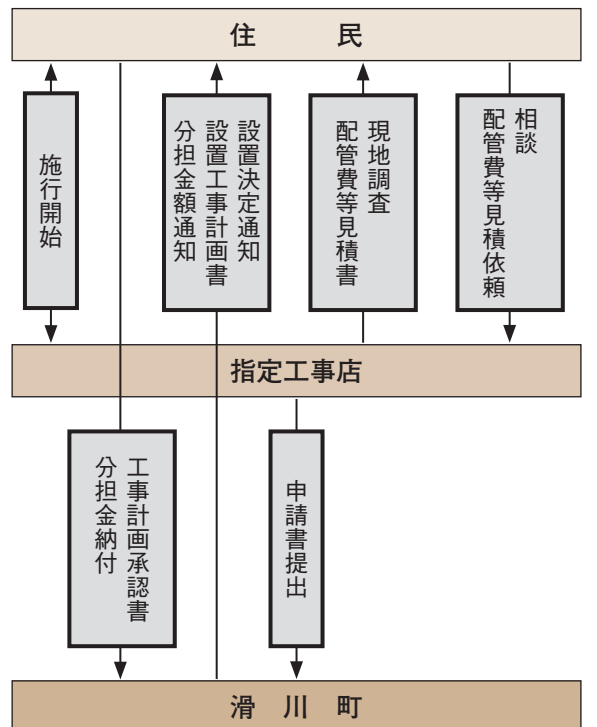 住　民
相談
配管費等見積依頼
現地調査
配管費等見積書
設置決定通知
設置工事計画書
分担金額通知
施行開始
指定工事店
申請書提出
工事計画承認書
分担金納付
滑　川　町